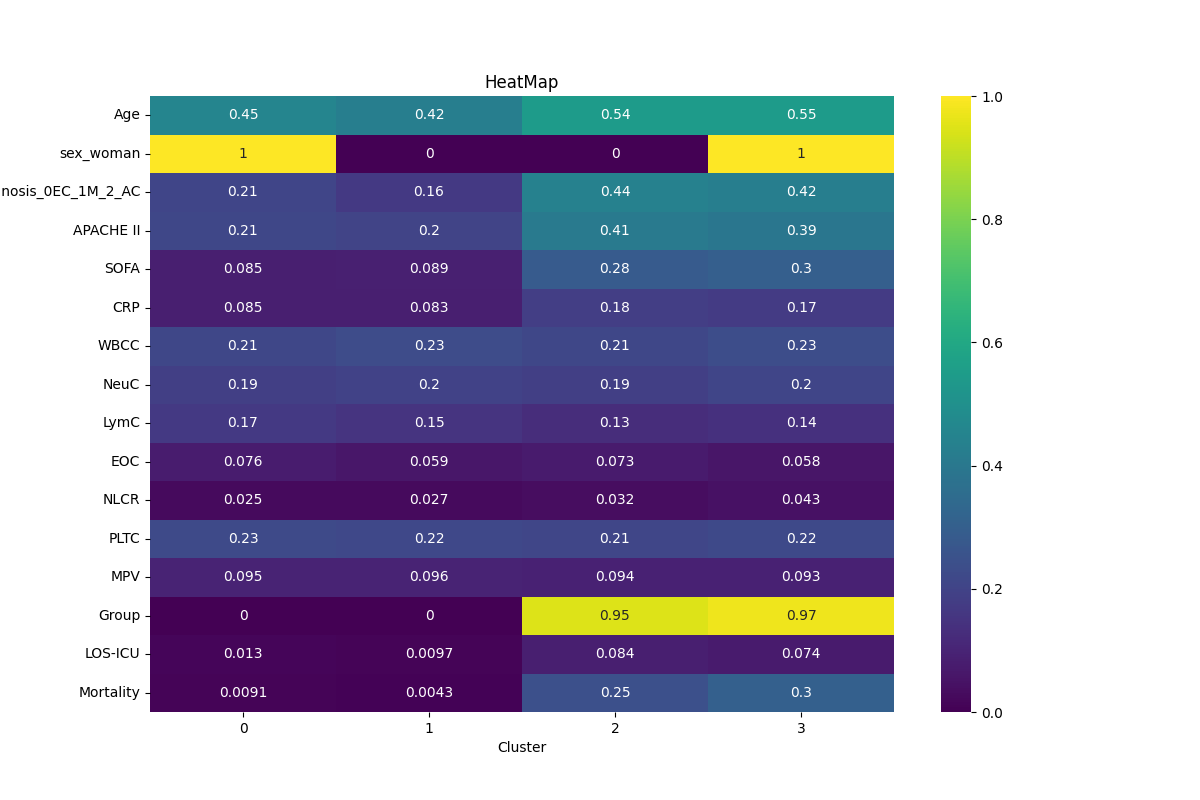 HeatMap
Age 0.45 0.42 0.54 0.55
sex_woman 1 0 0 1
nosis_0EC_1M_2_AC 0.21 0.16 0.44 0.42
APACHE II 0.21 0.2 0.41 0.39
SOFA 0.085 0.089 0.28 0.3
CRP 0.085 0.083 0.18 0.17
WBCC 0.21 0.23 0.21 0.23
NeuC 0.19 0.2 0.19 0.2
LymC 0.17 0.15 0.13 0.14
EOC 0.076 0.059 0.073 0.058
NLCR 0.025 0.027 0.032 0.043
PLTC 0.23 0.22 0.21 0.22
MPV 0.095 0.096 0.094 0.093
Group 0 0 0.95 0.97
LOS-ICU 0.013 0.0097 0.084 0.074
Mortality 0.0091 0.0043 0.25 0.3
0 1 2 3
Cluster
1.0
0.8
0.6
0.4
0.2
0.0